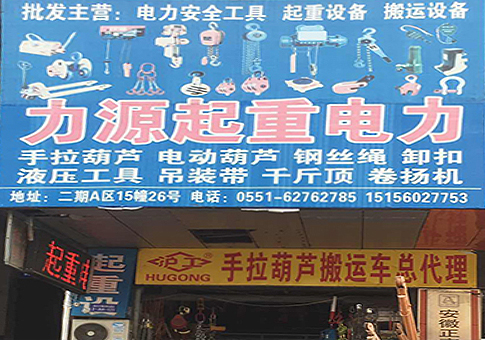 批发主营：电力安全工具 起重设备 搬运设备
力源起重电力
手拉葫芦 电动葫芦 钢丝绳 卸扣
液压工具 吊装带 千斤顶 卷扬机
地址：二期A区15幢26号 电话：0551-62762785 15156027753
起重电
起重设
沪工
HUGONG
手拉葫芦搬运车总代理
安徽正